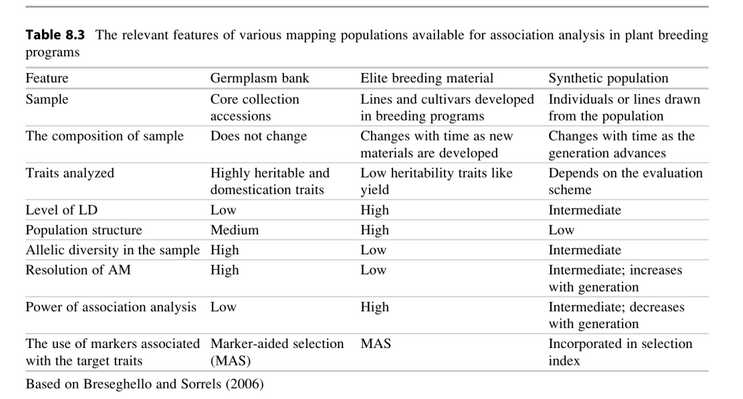 Table 8.3 The relevant features of various mapping populations available for association analysis in plant breeding
programs
Feature Germplasm bank Elite breeding material Synthetic population
Sample Core collection Lines and cultivars developed Individuals or lines drawn
accessions in breeding programs from the population
The composition of sample Does not change Changes with time as new Changes with time as the
materials are developed generation advances
Traits analyzed Highly heritable and Low heritability traits like Depends on the evaluation
domestication traits yield scheme
Level of LD Low High Intermediate
Population structure Medium High Low
Allelic diversity in the sample High Low Intermediate
Resolution of AM High Low Intermediate; increases
with generation
Power of association analysis Low High Intermediate; decreases
with generation
The use of markers associated Marker-aided selection MAS Incorporated in selection
with the target traits (MAS) index
Based on Breseghello and Sorrels (2006)